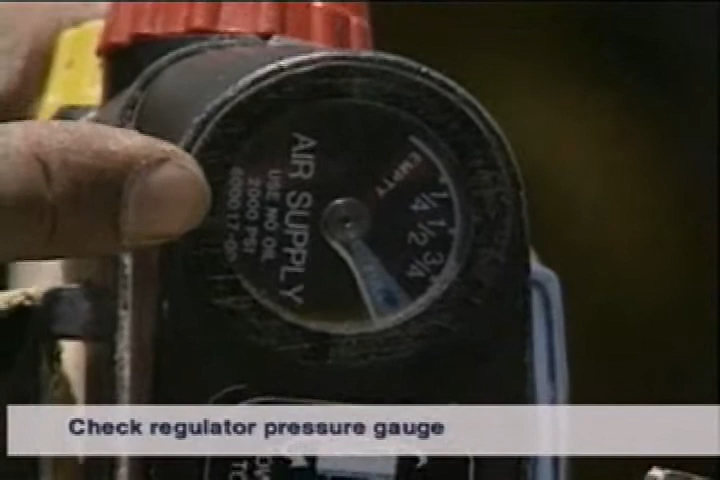 AIR SUPPLY
USE NO OIL
2000 PSI
EMPTY
1/4
1/2
3/4
Check regulator pressure gauge